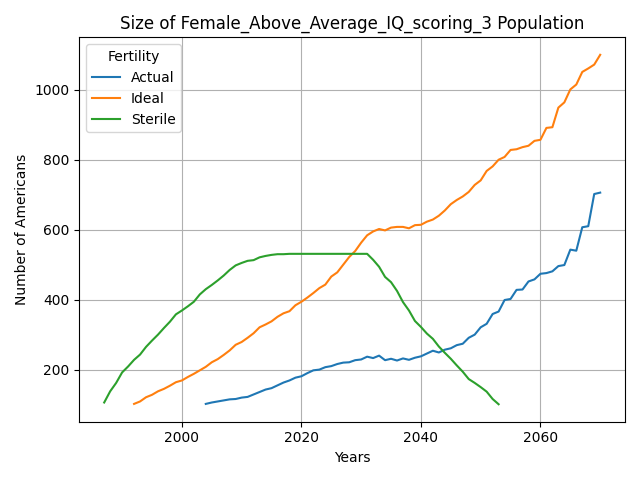 Size of Female_Above_Average_IQ_scoring_3 Population
Fertility
Actual
Ideal
Sterile
Number of Americans
1000
800
600
400
200
2000
2020
2040
2060
Years